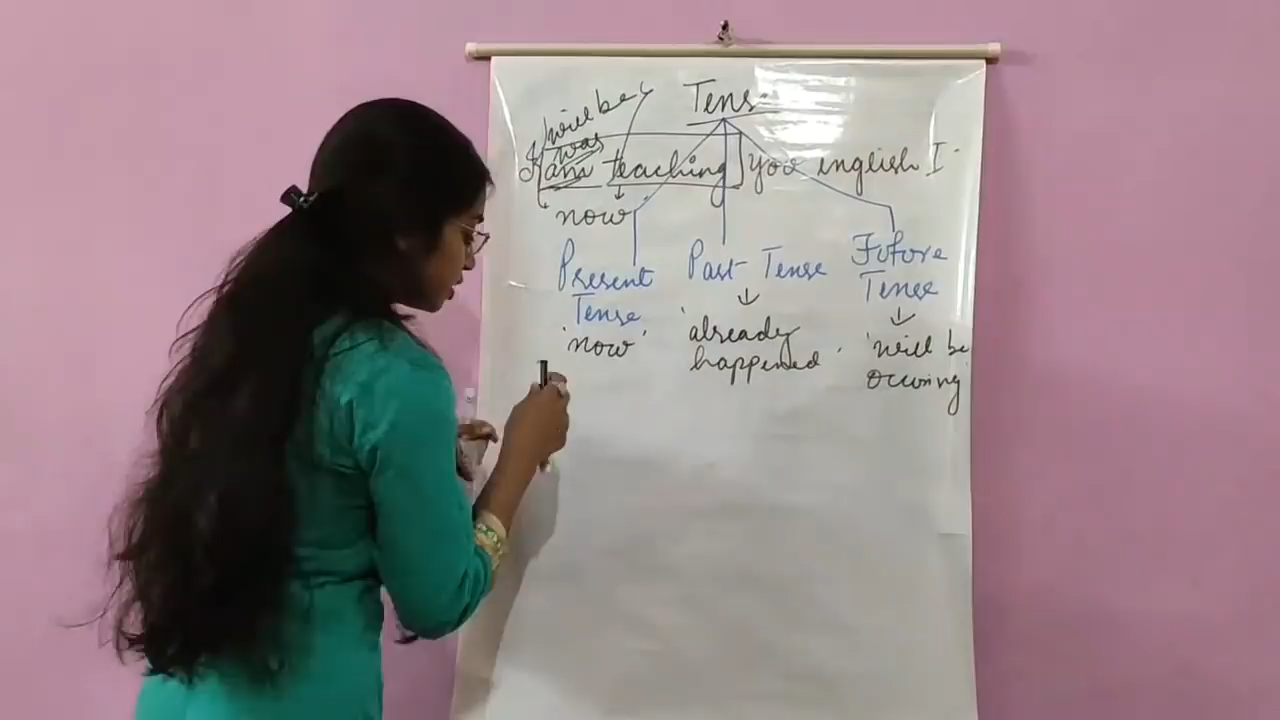 Tense
will be
was
I am teaching you english I
now
Present Tense
'now'
Past Tense
'already happened'
Future Tense
'will be occuring'